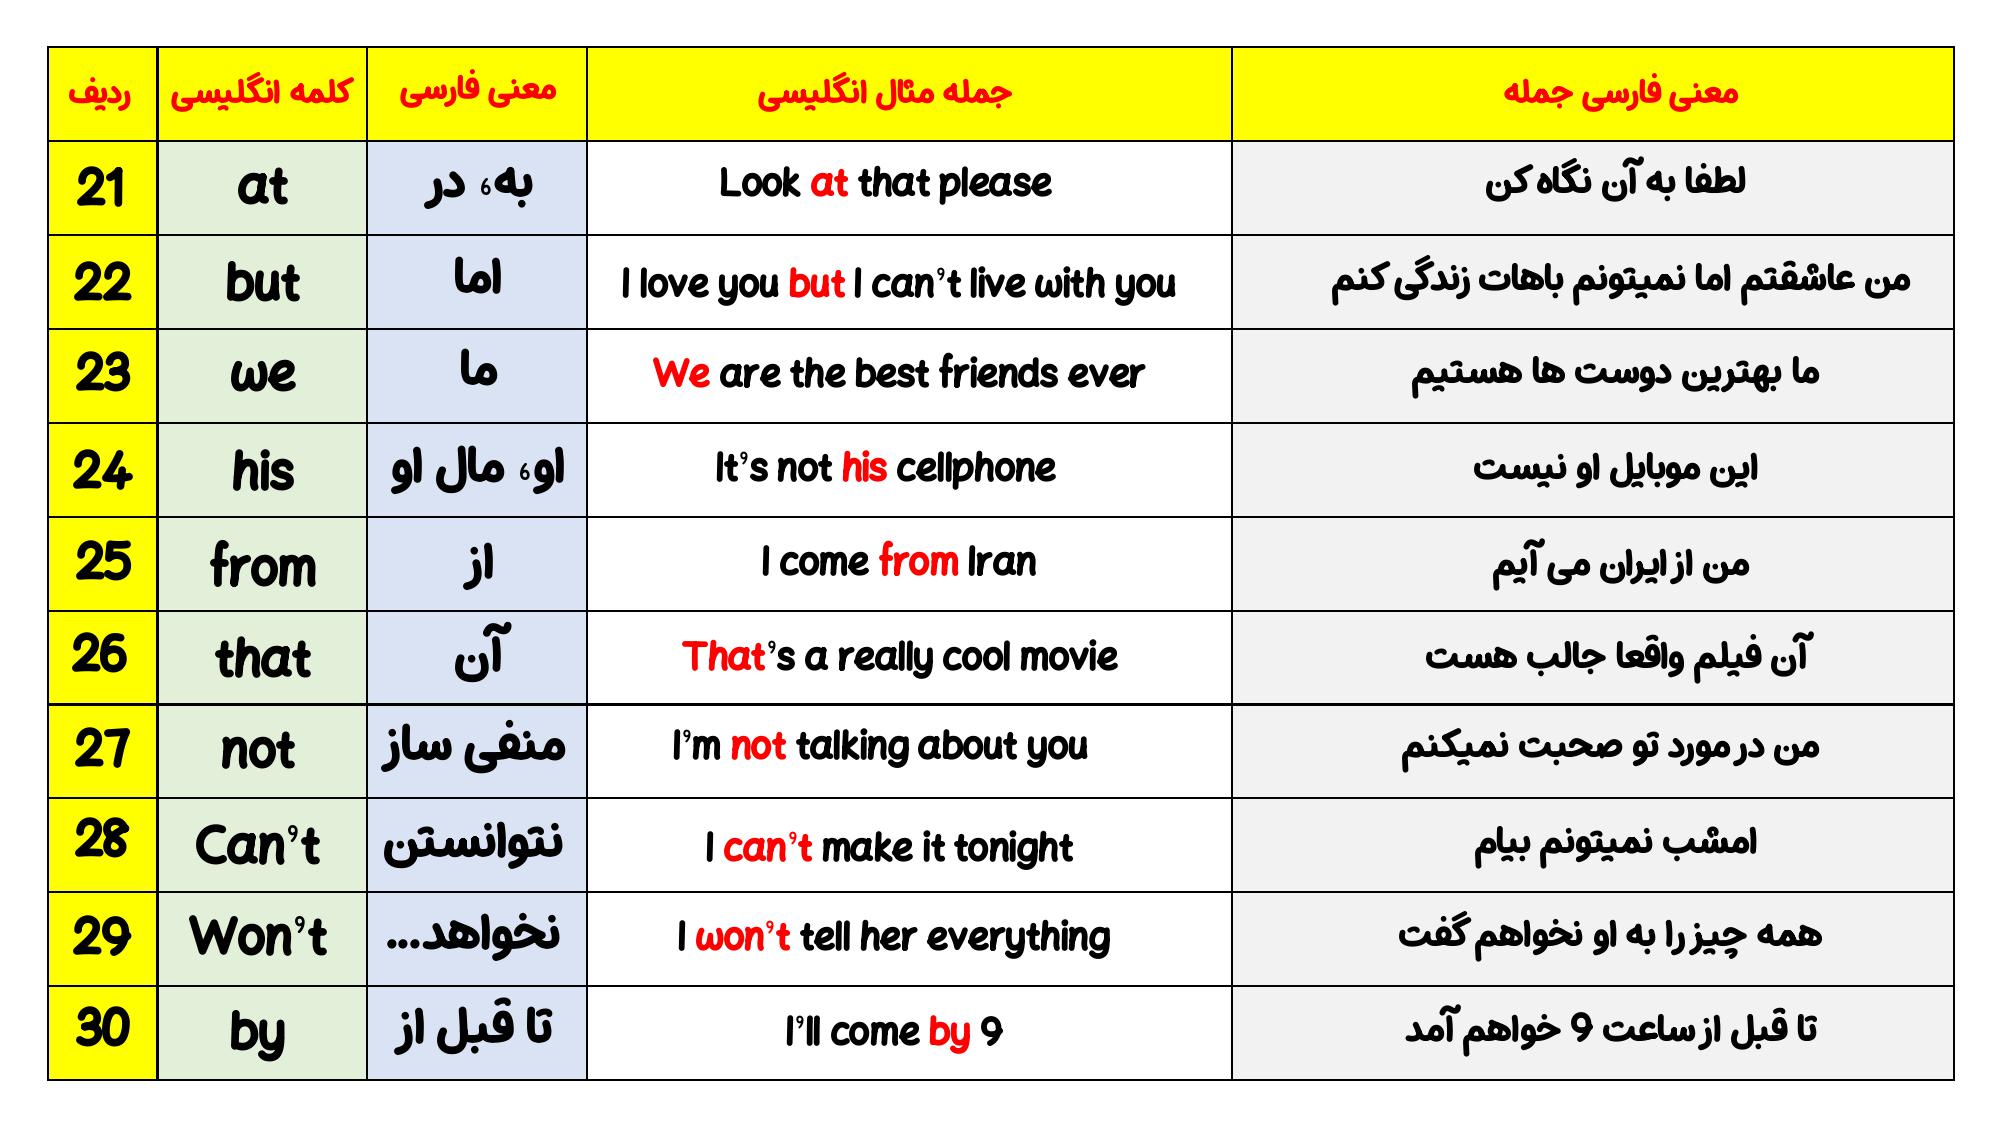 ردیف کلمه انگلیسی معنی فارسی جمله مثال انگلیسی معنی فارسی جمله
21 at به، در Look at that please لطفا به آن نگاه کن
22 but اما I love you but I can't live with you من عاشقتم اما نمیتونم باهات زندگی کنم
23 we ما We are the best friends ever ما بهترین دوست ها هستیم
24 his او، مال او It's not his cellphone این موبایل او نیست
25 from از I come from Iran من از ایران می آیم
26 that آن That's a really cool movie آن فیلم واقعا جالب هست
27 not منفی ساز I'm not talking about you من در مورد تو صحبت نمیکنم
28 Can't نتوانستن I can't make it tonight امشب نمیتونم بیام
29 Won't نخواهد... I won't tell her everything همه چیز را به او نخواهم گفت
30 by تا قبل از I'll come by 9 تا قبل از ساعت 9 خواهم آمد